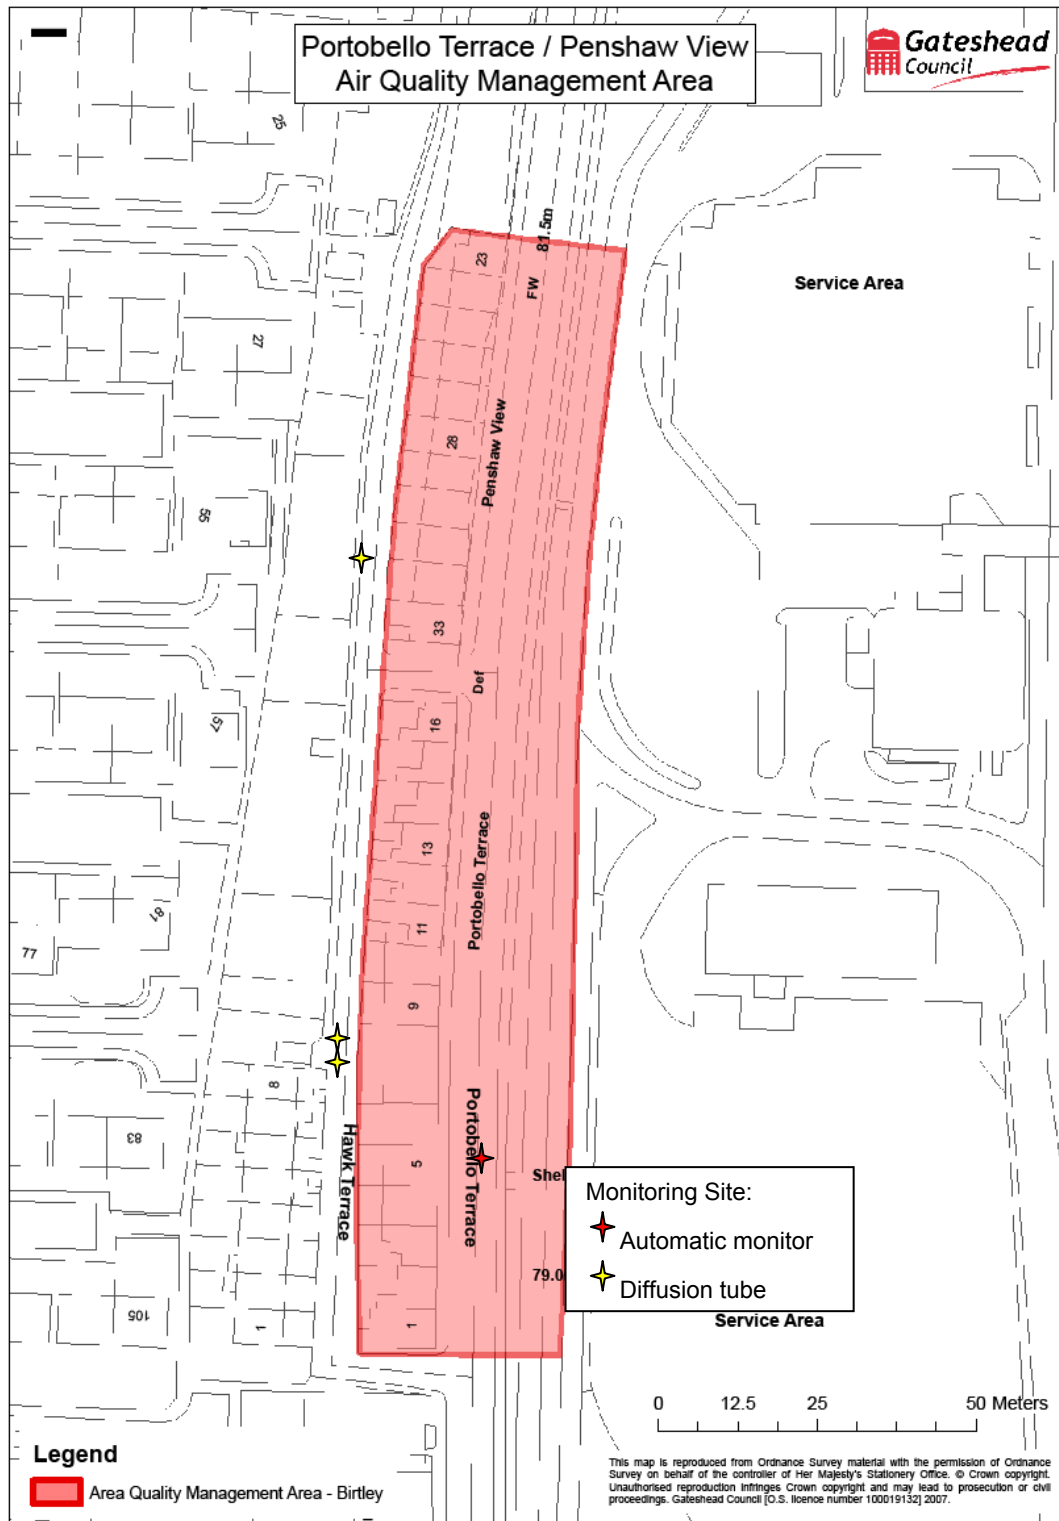 Portobello Terrace / Penshaw View
Air Quality Management Area
Gateshead
Council
25
23
81.5m
FW
Service Area
27
28
Penshaw View
55
33
Def
16
57
Portobello Terrace
13
81
11
77
9
8
Portobello Terrace
83
Hawk Terrace
5
Shel
Monitoring Site:
Automatic monitor
Diffusion tube
79.0
105
1
1
Service Area
0 12.5 25 50 Meters
Legend
Area Quality Management Area - Birtley
This map is reproduced from Ordnance Survey material with the permission of Ordnance
Survey on behalf of the controller of Her Majesty's Stationery Office. © Crown copyright.
Unauthorised reproduction infringes Crown copyright and may lead to prosecution or civil
proceedings. Gateshead Council [O.S. licence number 100019132] 2007.